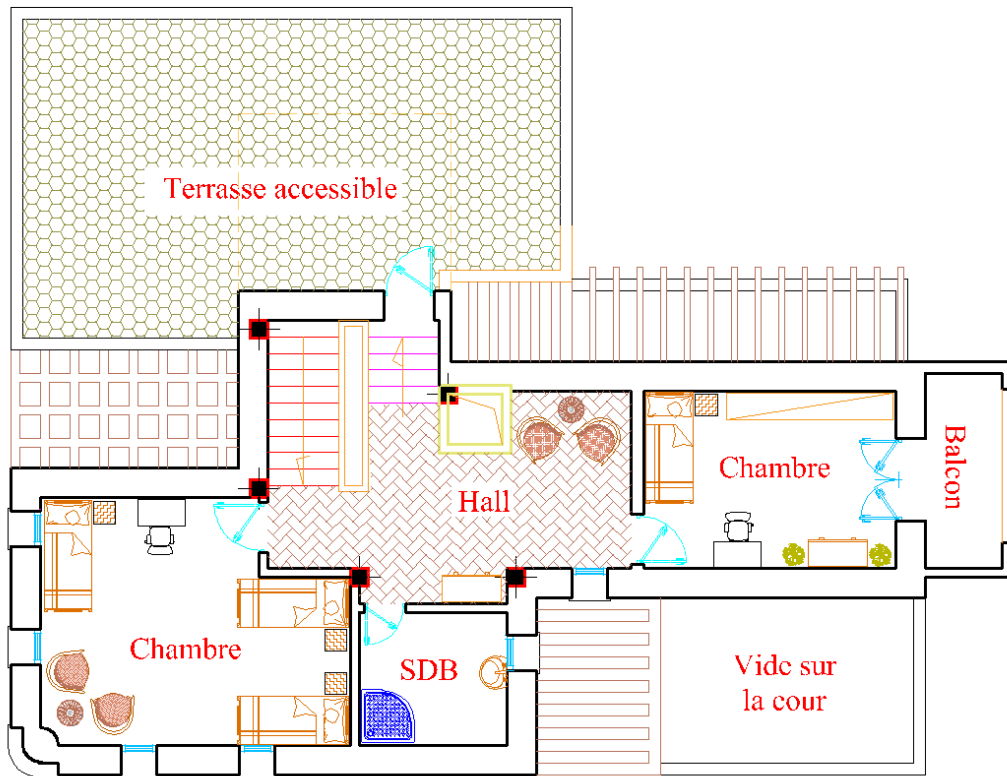 Terrasse accessible
Chambre
Balcon
Hall
Chambre
SDB
Vide sur
la cour